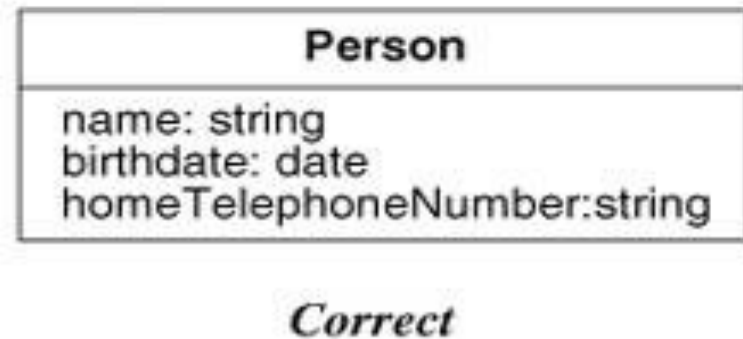 Person
name: string
birthdate: date
homeTelephoneNumber:string
Correct